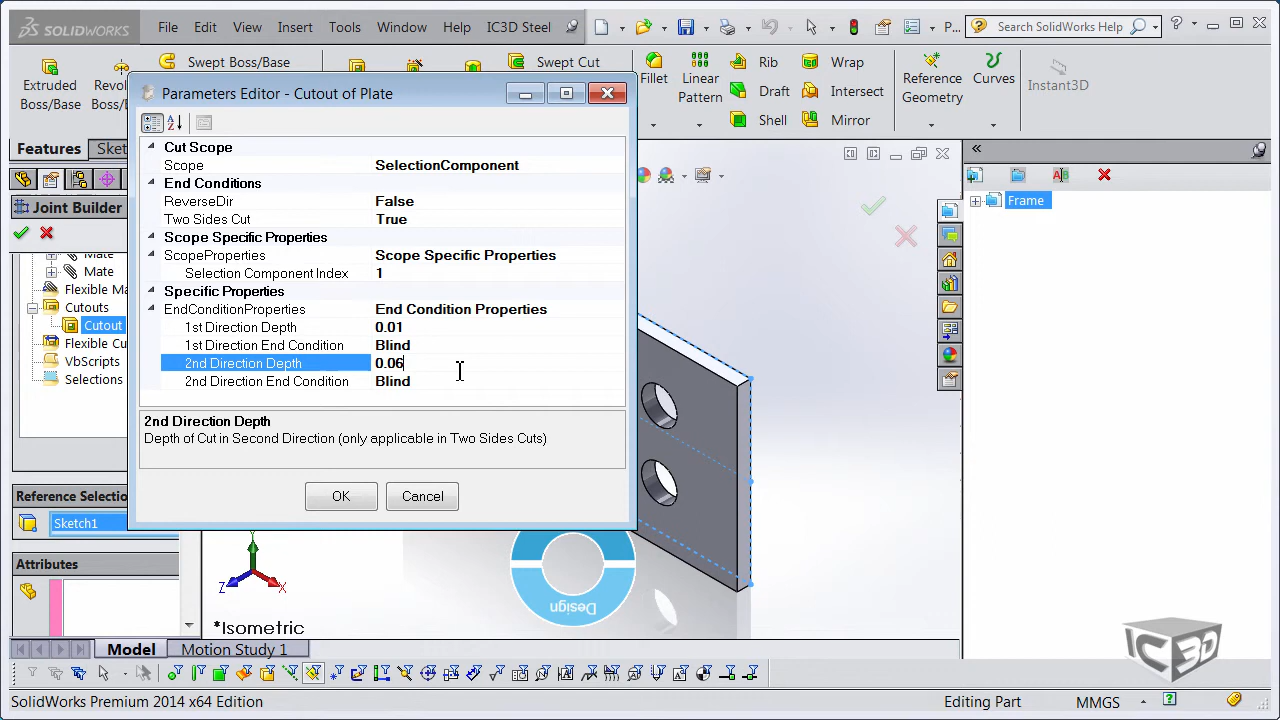 SOLIDWORKS
File Edit View Insert Tools Window Help IC3D Steel
P...
Search SolidWorks Help
Swept Boss/Base
Swept Cut
Extruded
Boss/Base
Revol
Boss/B
Fillet
Linear
Pattern
Rib
Wrap
Draft
Intersect
Shell
Mirror
Reference
Geometry
Curves
Instant3D
Features
Sket
Parameters Editor - Cutout of Plate
Cut Scope
Scope SelectionComponent
End Conditions
ReverseDir False
Two Sides Cut True
Scope Specific Properties
ScopeProperties Scope Specific Properties
Selection Component Index 1
Specific Properties
EndConditionProperties End Condition Properties
1st Direction Depth 0.01
1st Direction End Condition Blind
2nd Direction Depth 0.06
2nd Direction End Condition Blind
2nd Direction Depth
Depth of Cut in Second Direction (only applicable in Two Sides Cuts)
OK Cancel
Joint Builder
Mate
Mate
Flexible Ma
Cutouts
Cutout
Flexible Cu
VbScripts
Selections
Reference Selectio
Sketch1
Attributes
Frame
Design
Z
X
*Isometric
Model Motion Study 1
IC3D
SolidWorks Premium 2014 x64 Edition
Editing Part
MMGS